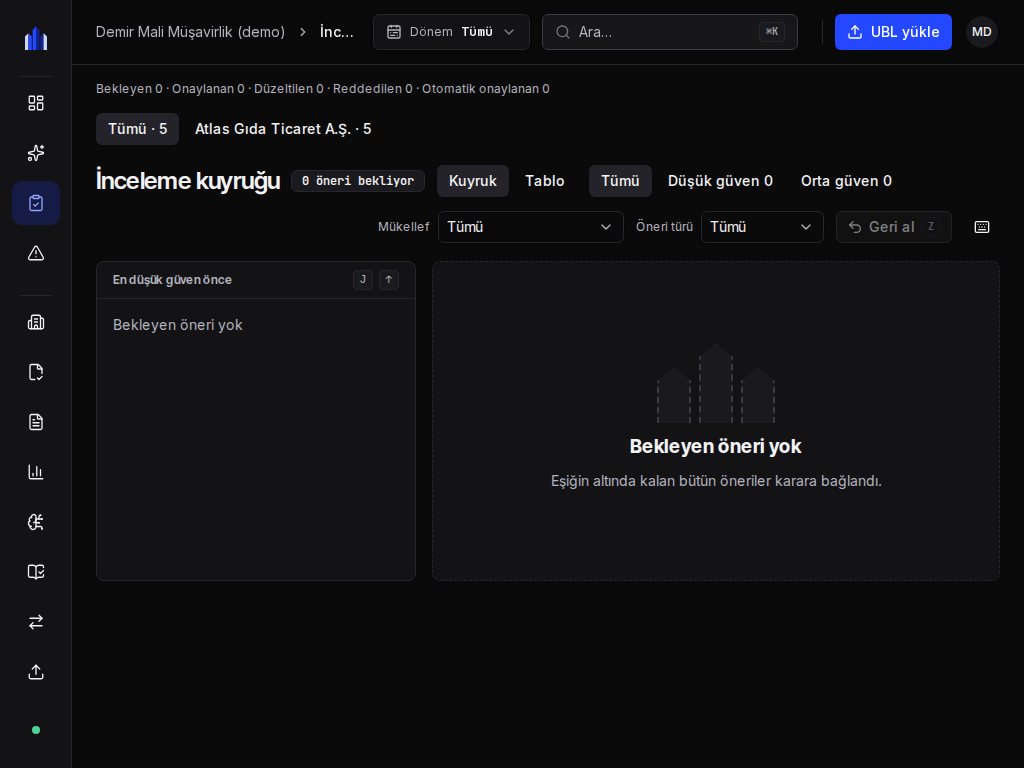 Demir Mali Müşavirlik (demo) > İnc... Dönem Tümü Ara... ⌘K UBL yükle MD
Bekleyen 0 · Onaylanan 0 · Düzeltilen 0 · Reddedilen 0 · Otomatik onaylanan 0
Tümü · 5 Atlas Gıda Ticaret A.Ş. · 5
İnceleme kuyruğu 0 öneri bekliyor Kuyruk Tablo Tümü Düşük güven 0 Orta güven 0
Mükellef Tümü Öneri türü Tümü Geri al Z
En düşük güven önce J ↑
Bekleyen öneri yok
Bekleyen öneri yok
Eşiğin altında kalan bütün öneriler karara bağlandı.